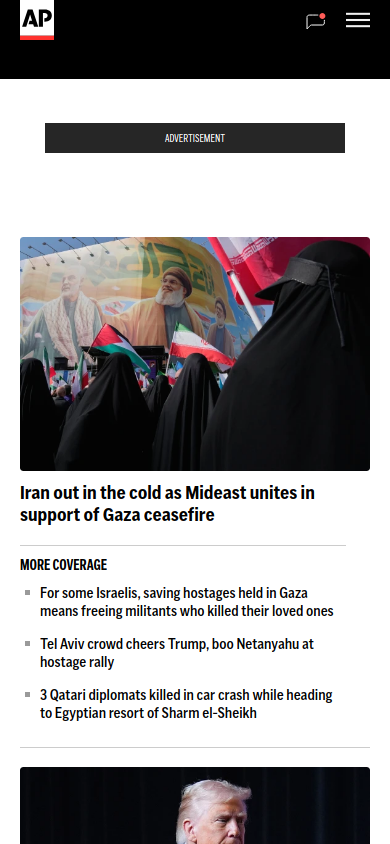 AP
ADVERTISEMENT
Iran out in the cold as Mideast unites in
support of Gaza ceasefire
MORE COVERAGE
For some Israelis, saving hostages held in Gaza
means freeing militants who killed their loved ones
Tel Aviv crowd cheers Trump, boo Netanyahu at
hostage rally
3 Qatari diplomats killed in car crash while heading
to Egyptian resort of Sharm el-Sheikh